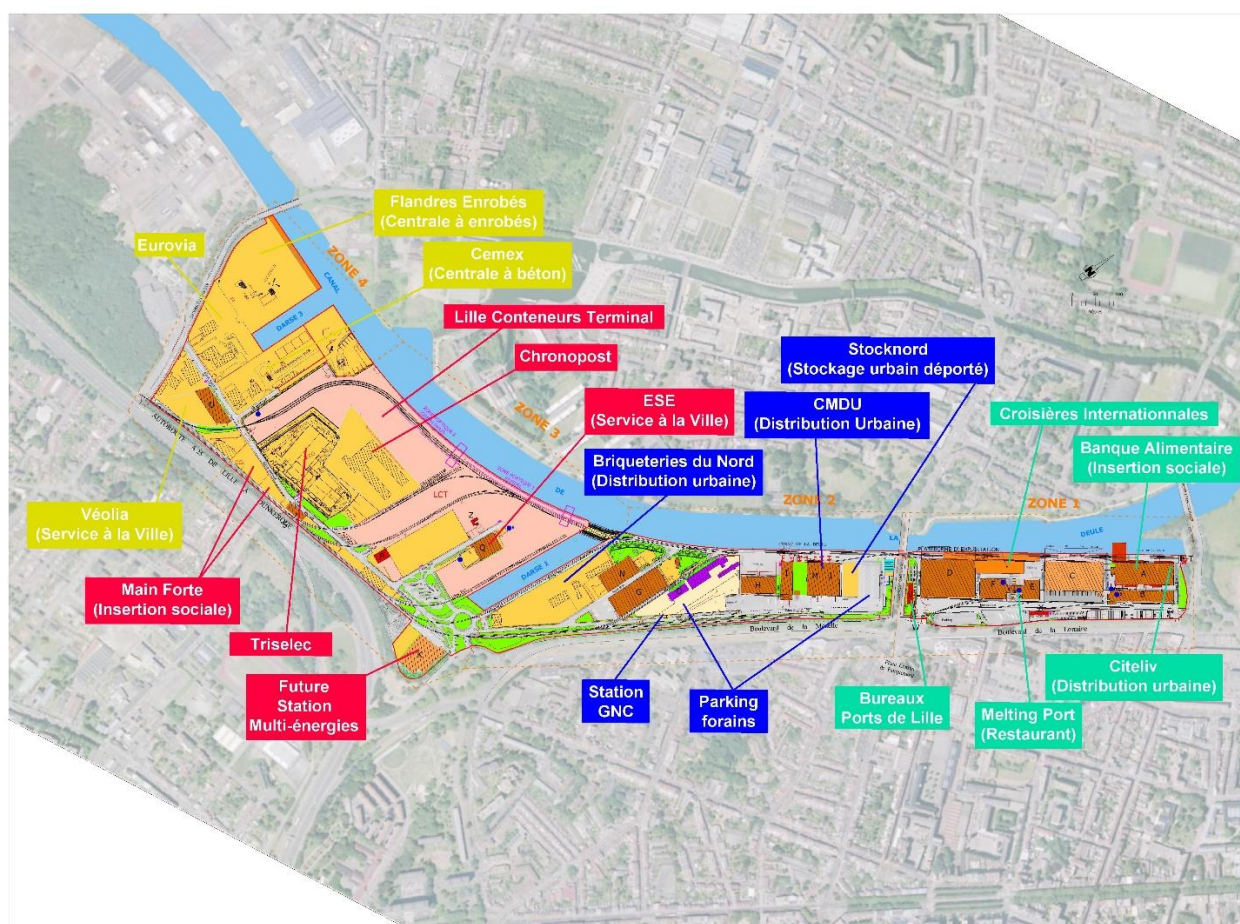 Flandres Enrobés
(Centrale à enrobés)
Eurovia
Cemex
(Centrale à béton)
ZONE 4
CANAL
DARSE 3
Lille Conteneurs Terminal
Chronopost
ESE
(Service à la Ville)
Stocknord
(Stockage urbain déporté)
CMDU
(Distribution Urbaine)
Croisières Internationnales
Banque Alimentaire
(Insertion sociale)
Briqueteries du Nord
(Distribution urbaine)
ZONE 3
DE
ZONE 2
LA
ZONE 1
DEULE
LCT
DARSE 1
Véolia
(Service à la Ville)
Main Forte
(Insertion sociale)
Triselec
Future
Station
Multi-énergies
N
G
H
D
C
A
Q
Boulevard de la Moselle
Boulevard de la Lorraine
Station
GNC
Parking
forains
Bureaux
Ports de Lille
Melting Port
(Restaurant)
Citeliv
(Distribution urbaine)